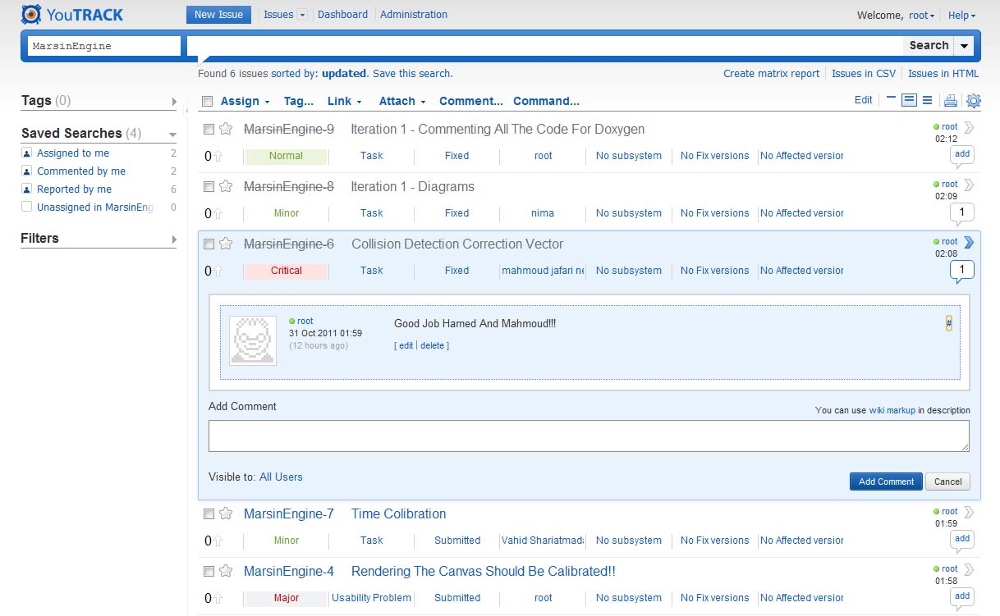 YouTRACK New Issue Issues Dashboard Administration Welcome, root Help
MarsinEngine Search
Found 6 issues sorted by: updated. Save this search. Create matrix report Issues in CSV Issues in HTML
Tags (0)
Saved Searches (4)
Assigned to me 2
Commented by me 2
Reported by me 6
Unassigned in MarsinEng 0
Filters
Assign Tag... Link Attach Comment... Command... Edit
MarsinEngine-9 Iteration 1 - Commenting All The Code For Doxygen root
02:12
0 Normal Task Fixed root No subsystem No Fix versions No Affected version add
MarsinEngine-8 Iteration 1 - Diagrams root
02:09
0 Minor Task Fixed nima No subsystem No Fix versions No Affected version 1
MarsinEngine-6 Collision Detection Correction Vector root
02:08
0 Critical Task Fixed mahmoud jafari ne No subsystem No Fix versions No Affected version 1
root Good Job Hamed And Mahmoud!!! #
31 Oct 2011 01:59
(12 hours ago) [ edit | delete ]
Add Comment
You can use wiki markup in description
Visible to: All Users Add Comment Cancel
MarsinEngine-7 Time Colibration root
01:59
0 Minor Task Submitted Vahid Shariatmada No subsystem No Fix versions No Affected version add
MarsinEngine-4 Rendering The Canvas Should Be Calibrated!! root
01:58
0 Major Usability Problem Submitted root No subsystem No Fix versions No Affected version add